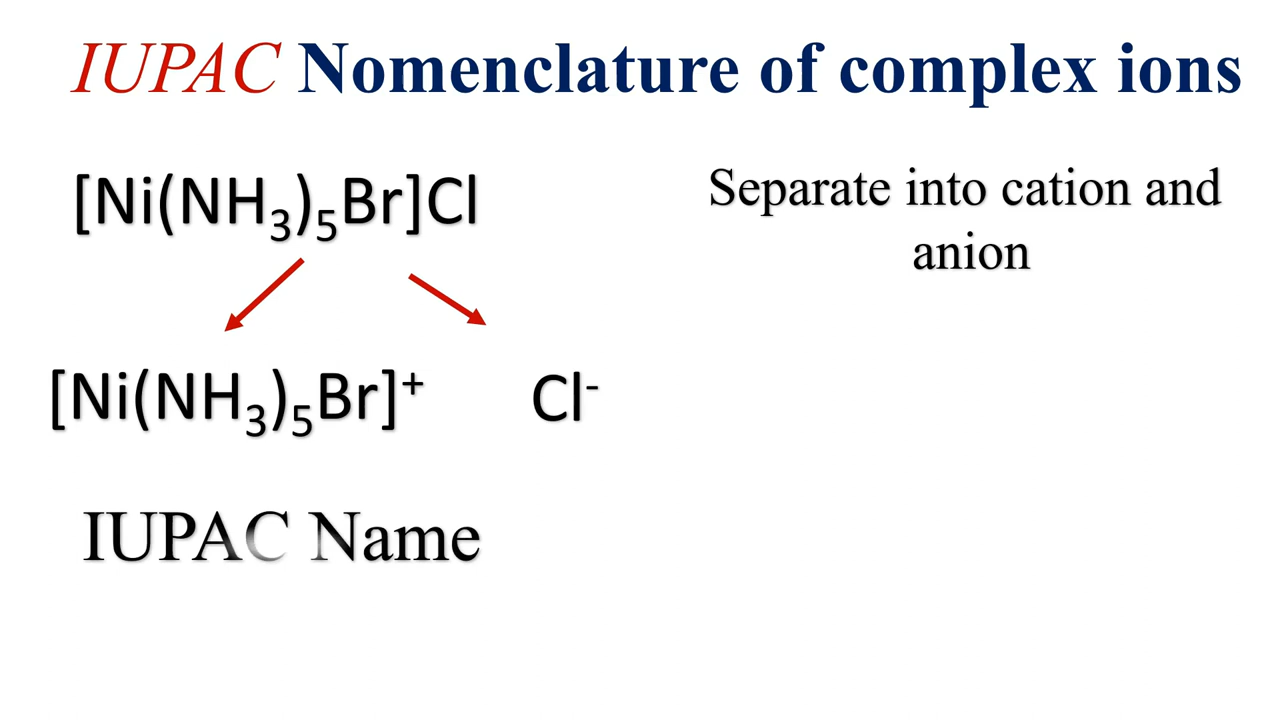 IUPAC Nomenclature of complex ions
[Ni(NH₃)₅Br]Cl
Separate into cation and
anion
[Ni(NH₃)₅Br]⁺ Cl⁻
IUPAC Name